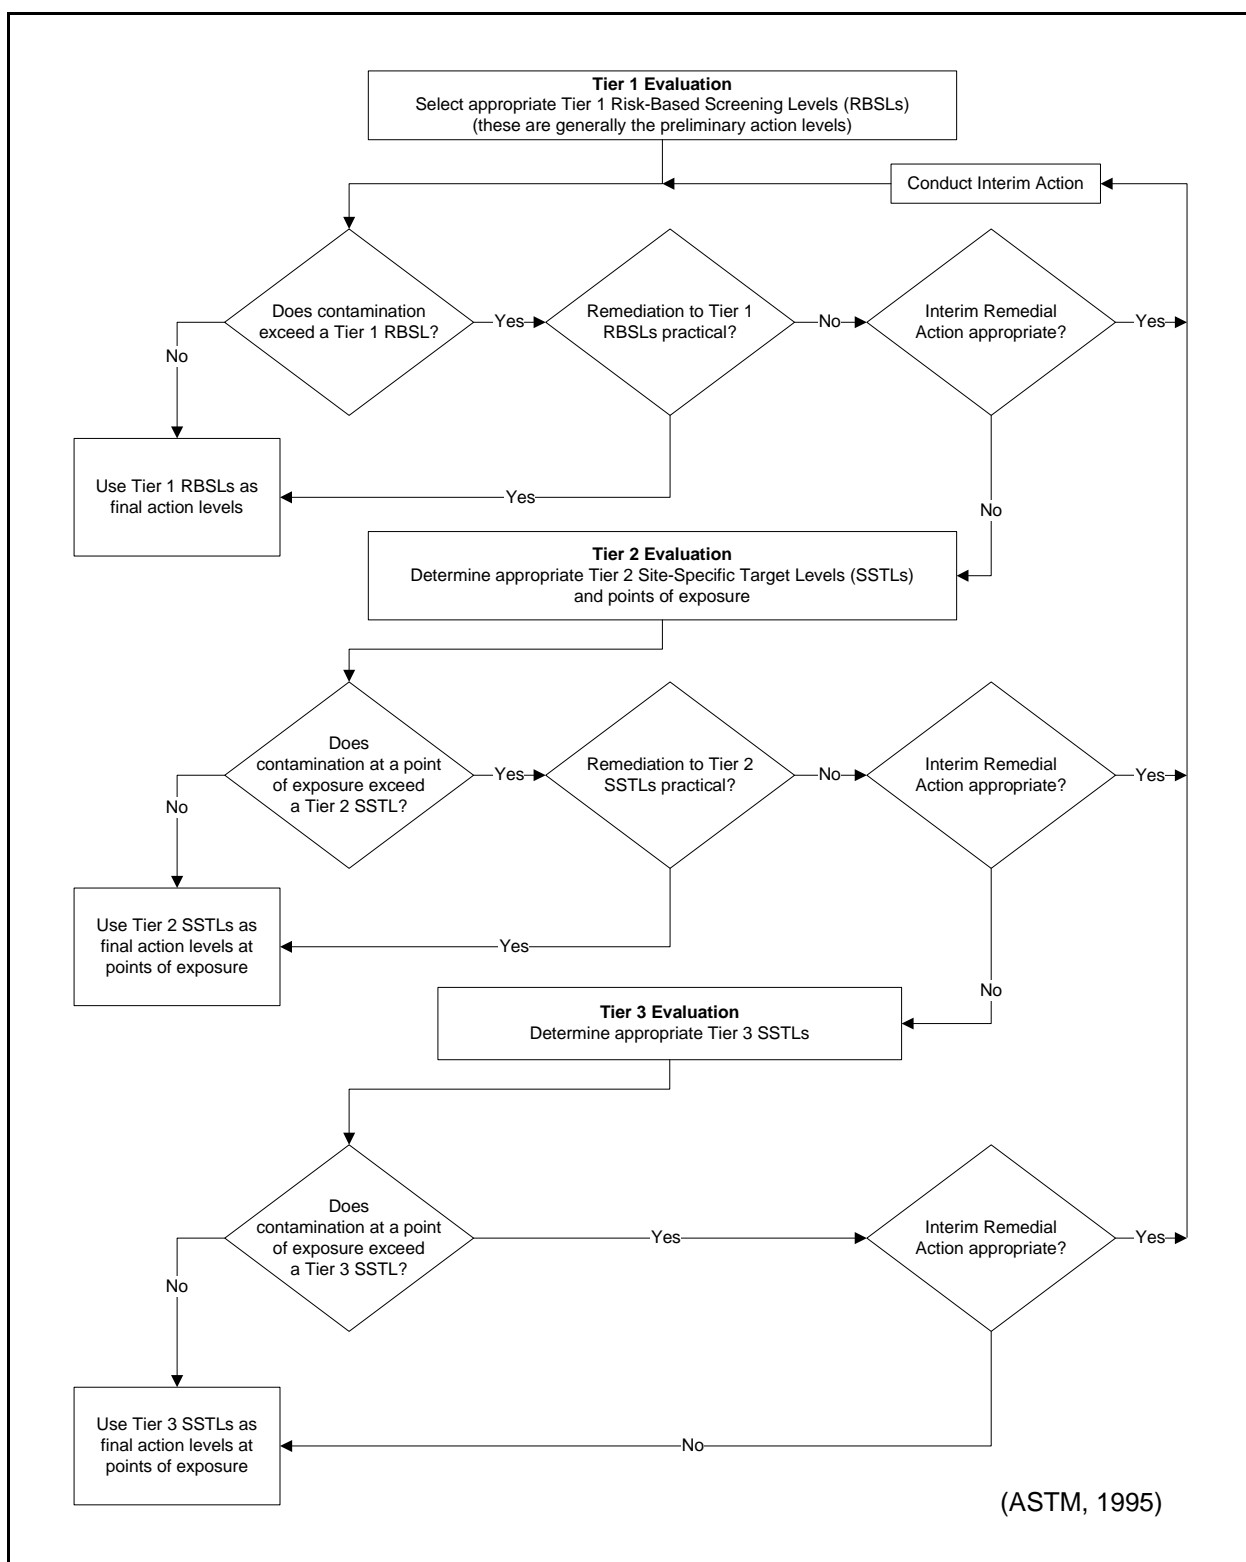 Tier 1 Evaluation
Select appropriate Tier 1 Risk-Based Screening Levels (RBSLs)
(these are generally the preliminary action levels)
Conduct Interim Action
Does contamination
exceed a Tier 1 RBSL?
Yes
Remediation to Tier 1
RBSLs practical?
No
Interim Remedial
Action appropriate?
Yes
No
Use Tier 1 RBSLs as
final action levels
Yes
No
Tier 2 Evaluation
Determine appropriate Tier 2 Site-Specific Target Levels (SSTLs)
and points of exposure
Does
contamination at a point
of exposure exceed
a Tier 2 SSTL?
Yes
Remediation to Tier 2
SSTLs practical?
No
Interim Remedial
Action appropriate?
Yes
No
Use Tier 2 SSTLs as
final action levels at
points of exposure
Yes
No
Tier 3 Evaluation
Determine appropriate Tier 3 SSTLs
Does
contamination at a point
of exposure exceed
a Tier 3 SSTL?
Yes
Interim Remedial
Action appropriate?
Yes
No
Use Tier 3 SSTLs as
final action levels at
points of exposure
No
(ASTM, 1995)